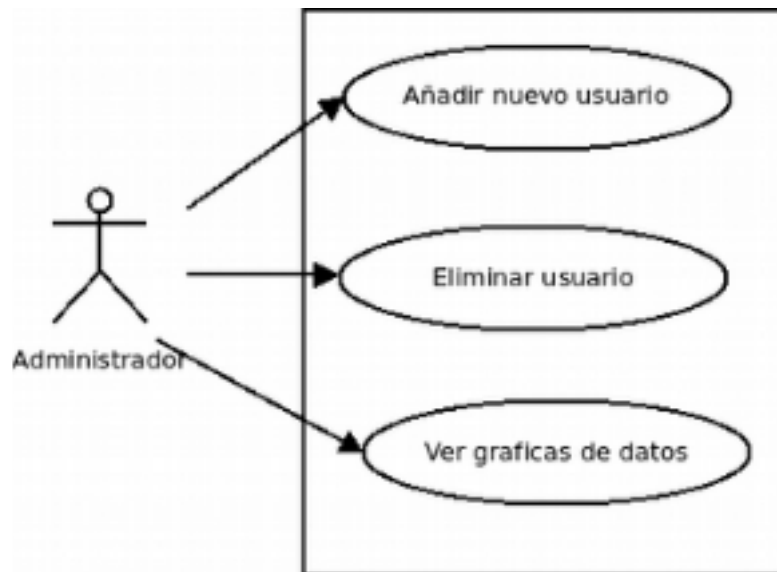 Añadir nuevo usuario
Eliminar usuario
Administrador
Ver graficas de datos